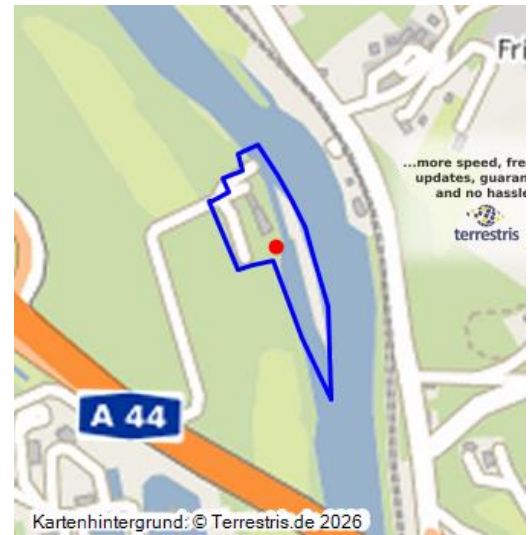 Fri
...more speed, fre
updates, guaran
and no hassle
terrestris
A 44
Kartenhintergrund: © Terrestris.de 2026